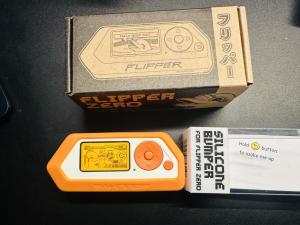 フリッパー
FLIPPER
FLIPPER
ZERO
SILICONE
BUMPER
FOR FLIPPER ZERO
Hold button
to wake me up